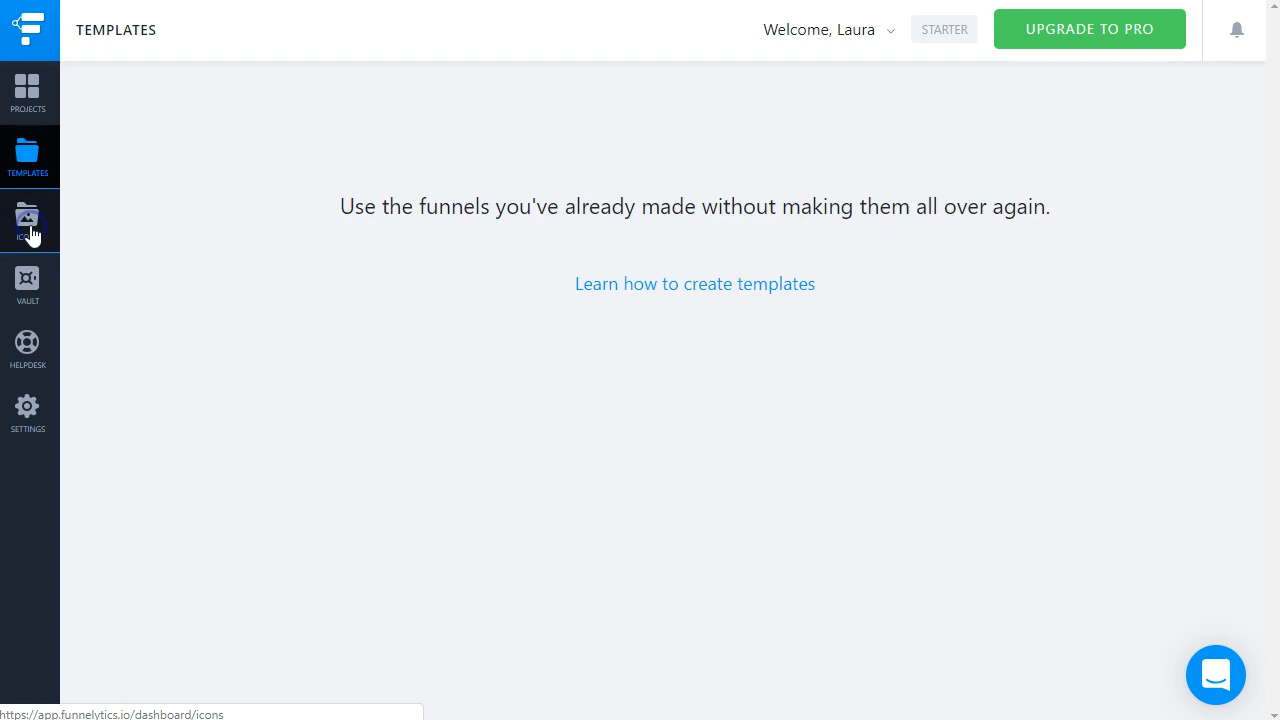 TEMPLATES
Welcome, Laura
STARTER
UPGRADE TO PRO
PROJECTS
TEMPLATES
VAULT
HELPDESK
SETTINGS
Use the funnels you've already made without making them all over again.
Learn how to create templates
https://app.funnelytics.io/dashboard/icons